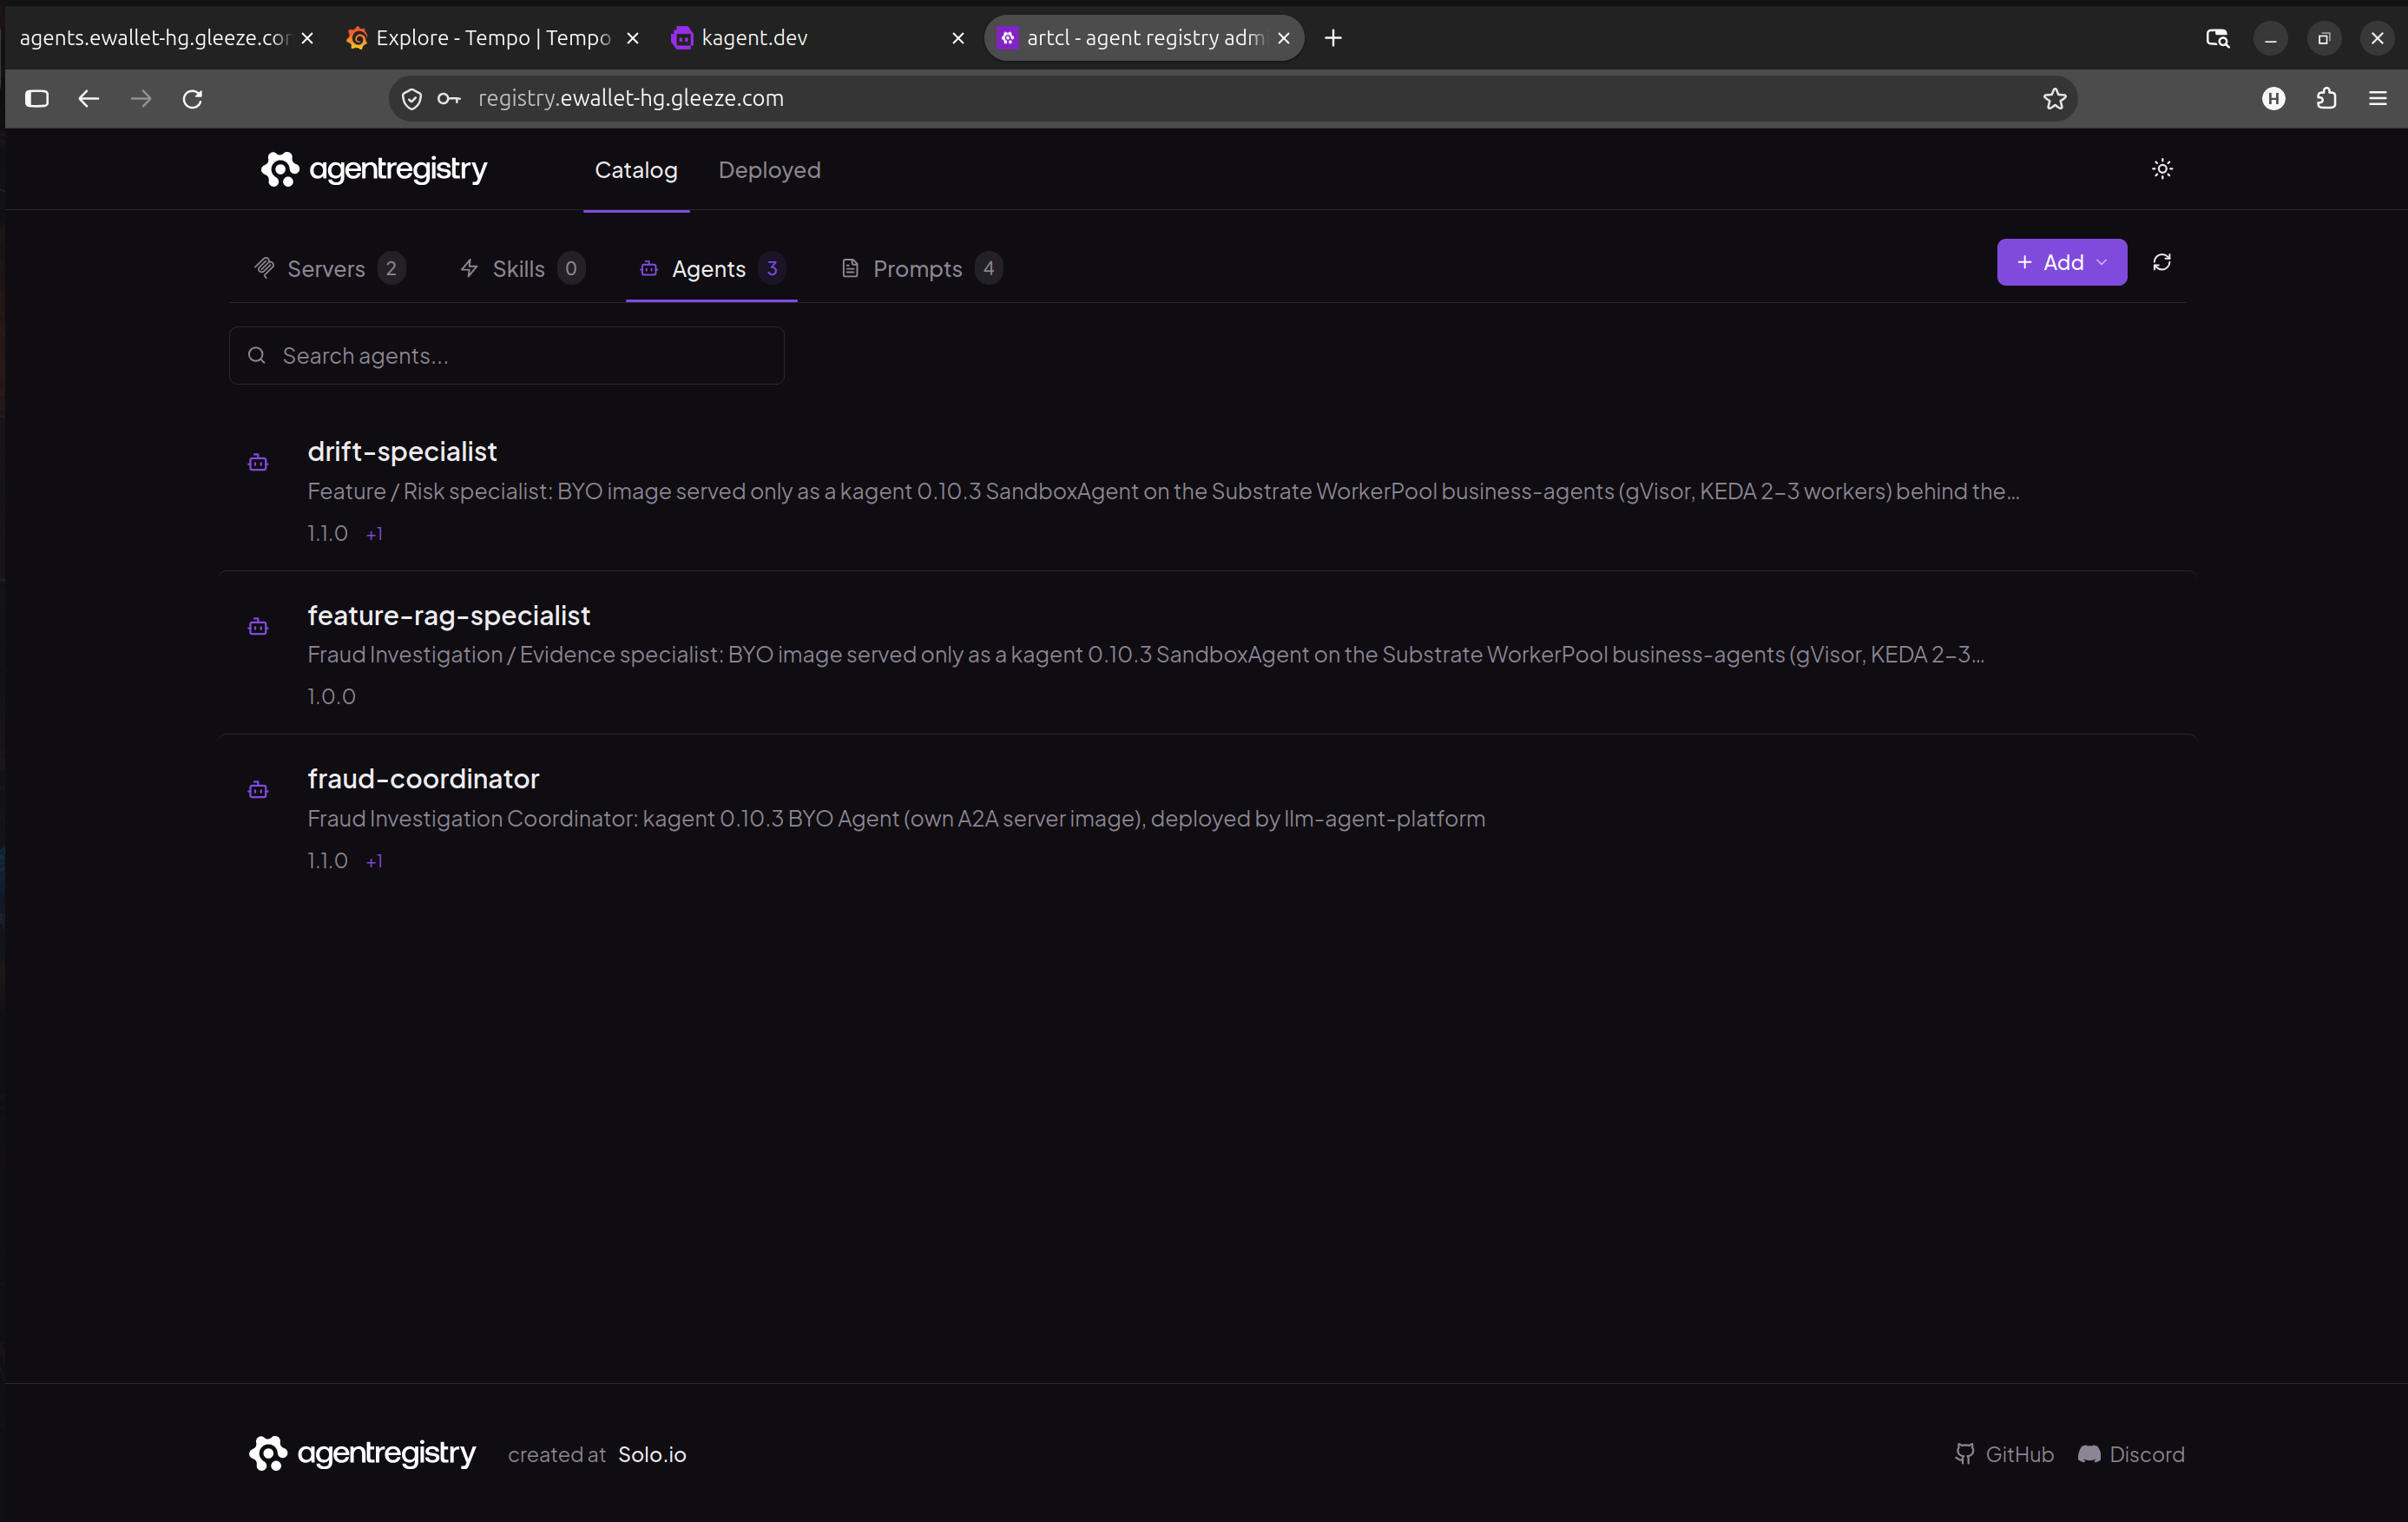 agents.ewallet-hg.gleeze.cor
Explore - Tempo | Tempo
kagent.dev
artcl - agent registry adm
registry.ewallet-hg.gleeze.com
H
agentregistry
Catalog
Deployed
Servers 2
Skills 0
Agents 3
Prompts 4
+ Add
Search agents...
drift-specialist
Feature / Risk specialist: BYO image served only as a kagent 0.10.3 SandboxAgent on the Substrate WorkerPool business-agents (gVisor, KEDA 2–3 workers) behind the...
1.1.0 +1
feature-rag-specialist
Fraud Investigation / Evidence specialist: BYO image served only as a kagent 0.10.3 SandboxAgent on the Substrate WorkerPool business-agents (gVisor, KEDA 2–3...
1.0.0
fraud-coordinator
Fraud Investigation Coordinator: kagent 0.10.3 BYO Agent (own A2A server image), deployed by llm-agent-platform
1.1.0 +1
agentregistry created at Solo.io
GitHub Discord